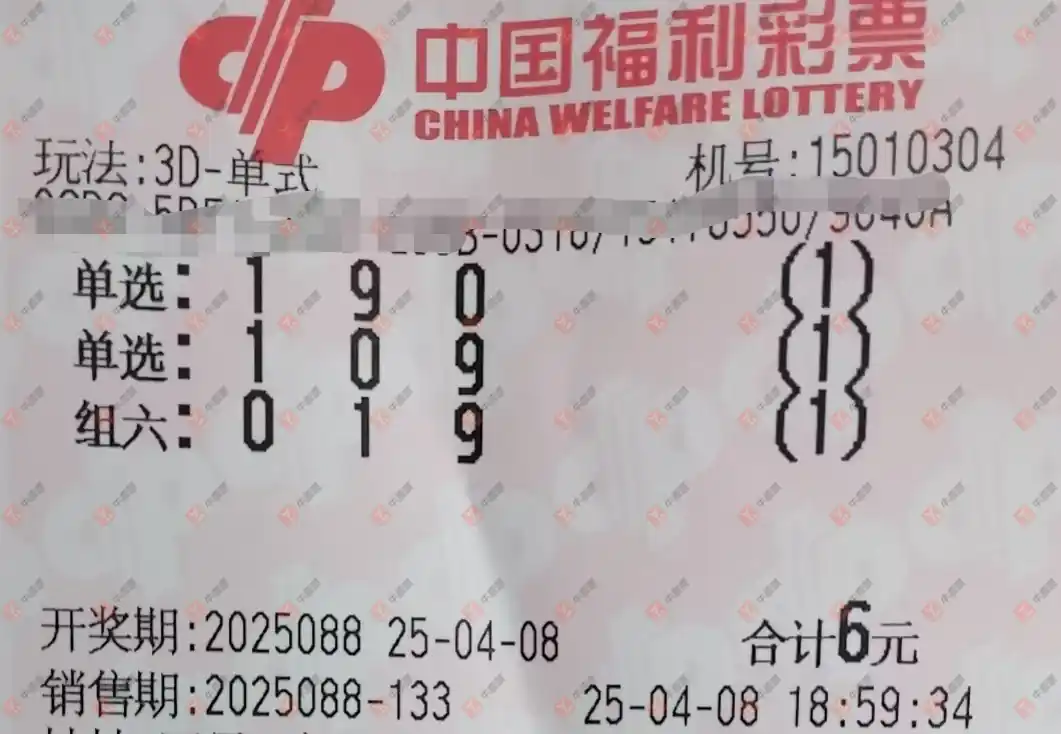 中国福利彩票
CHINA WELFARE LOTTERY
玩法:3D-单式 机号:15010304
单选: 1 9 0 (1)
单选: 1 0 9 (1)
组六: 0 1 9 (1)
开奖期:2025088 25-04-08 合计6元
销售期:2025088-133 25-04-08 18:59:34